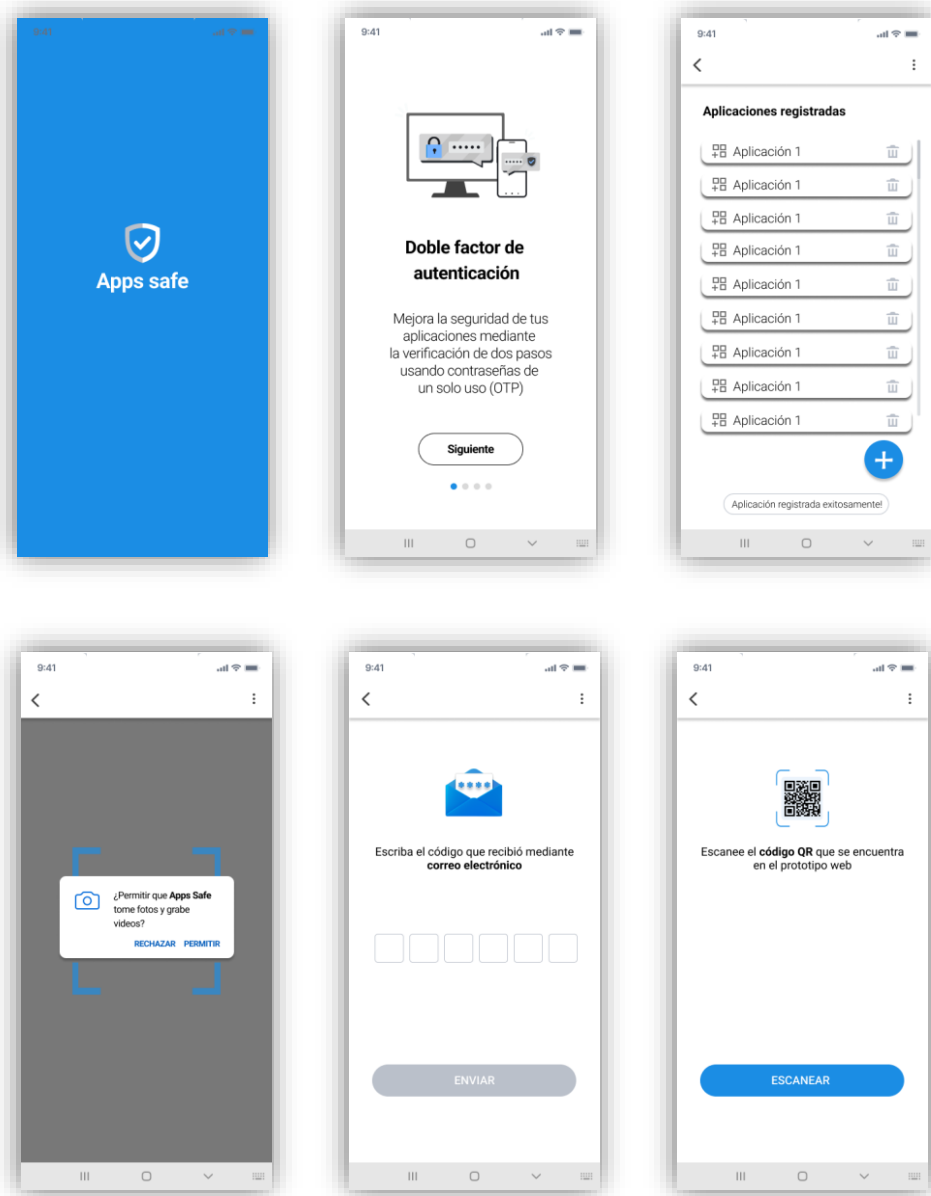 9:41
Apps safe
9:41
Doble factor de
autenticación
Mejora la seguridad de tus
aplicaciones mediante
la verificación de dos pasos
usando contraseñas de
un solo uso (OTP)
Siguiente
9:41
Aplicaciones registradas
Aplicación 1
Aplicación 1
Aplicación 1
Aplicación 1
Aplicación 1
Aplicación 1
Aplicación 1
Aplicación 1
Aplicación 1
Aplicación registrada exitosamente!
9:41
¿Permitir que Apps Safe
tome fotos y grabe
videos?
RECHAZAR PERMITIR
9:41
Escriba el código que recibió mediante
correo electrónico
ENVIAR
9:41
Escanee el código QR que se encuentra
en el prototipo web
ESCANEAR